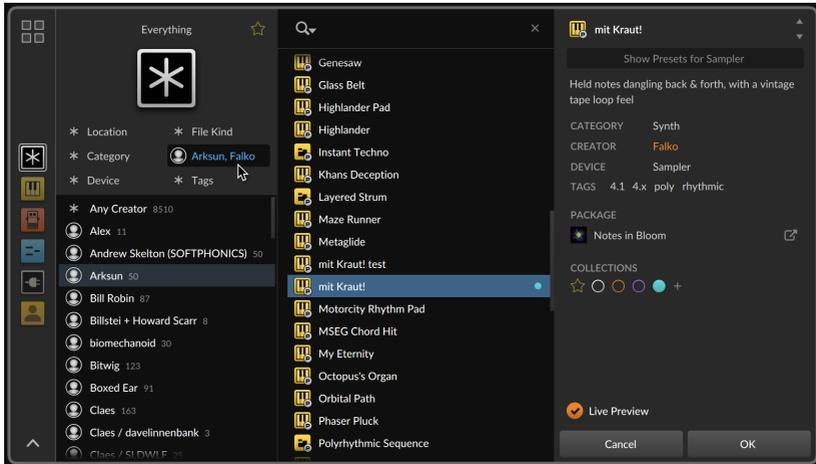 Everything
* Location
* File Kind
* Category
Arksun, Falko
* Device
* Tags
* Any Creator 8510
Alex 11
Andrew Skelton (SOFTPHONICS) 50
Arksun 50
Bill Robin 87
Billstei + Howard Scarr 8
biomechanoid 30
Bitwig 123
Boxed Ear 91
Claes 163
Claes / davelinnenbank 3
Claes / SLDWLF 25
Genesaw
Glass Belt
Highlander Pad
Highlander
Instant Techno
Khans Deception
Layered Strum
Maze Runner
Metaglide
mit Kraut! test
mit Kraut!
Motorcity Rhythm Pad
MSEG Chord Hit
My Eternity
Octopus's Organ
Orbital Path
Phaser Pluck
Polyrhythmic Sequence
mit Kraut!
Show Presets for Sampler
Held notes dangling back & forth, with a vintage
tape loop feel
CATEGORY Synth
CREATOR Falko
DEVICE Sampler
TAGS 4.1 4.x poly rhythmic
PACKAGE
Notes in Bloom
COLLECTIONS
Live Preview
Cancel
OK